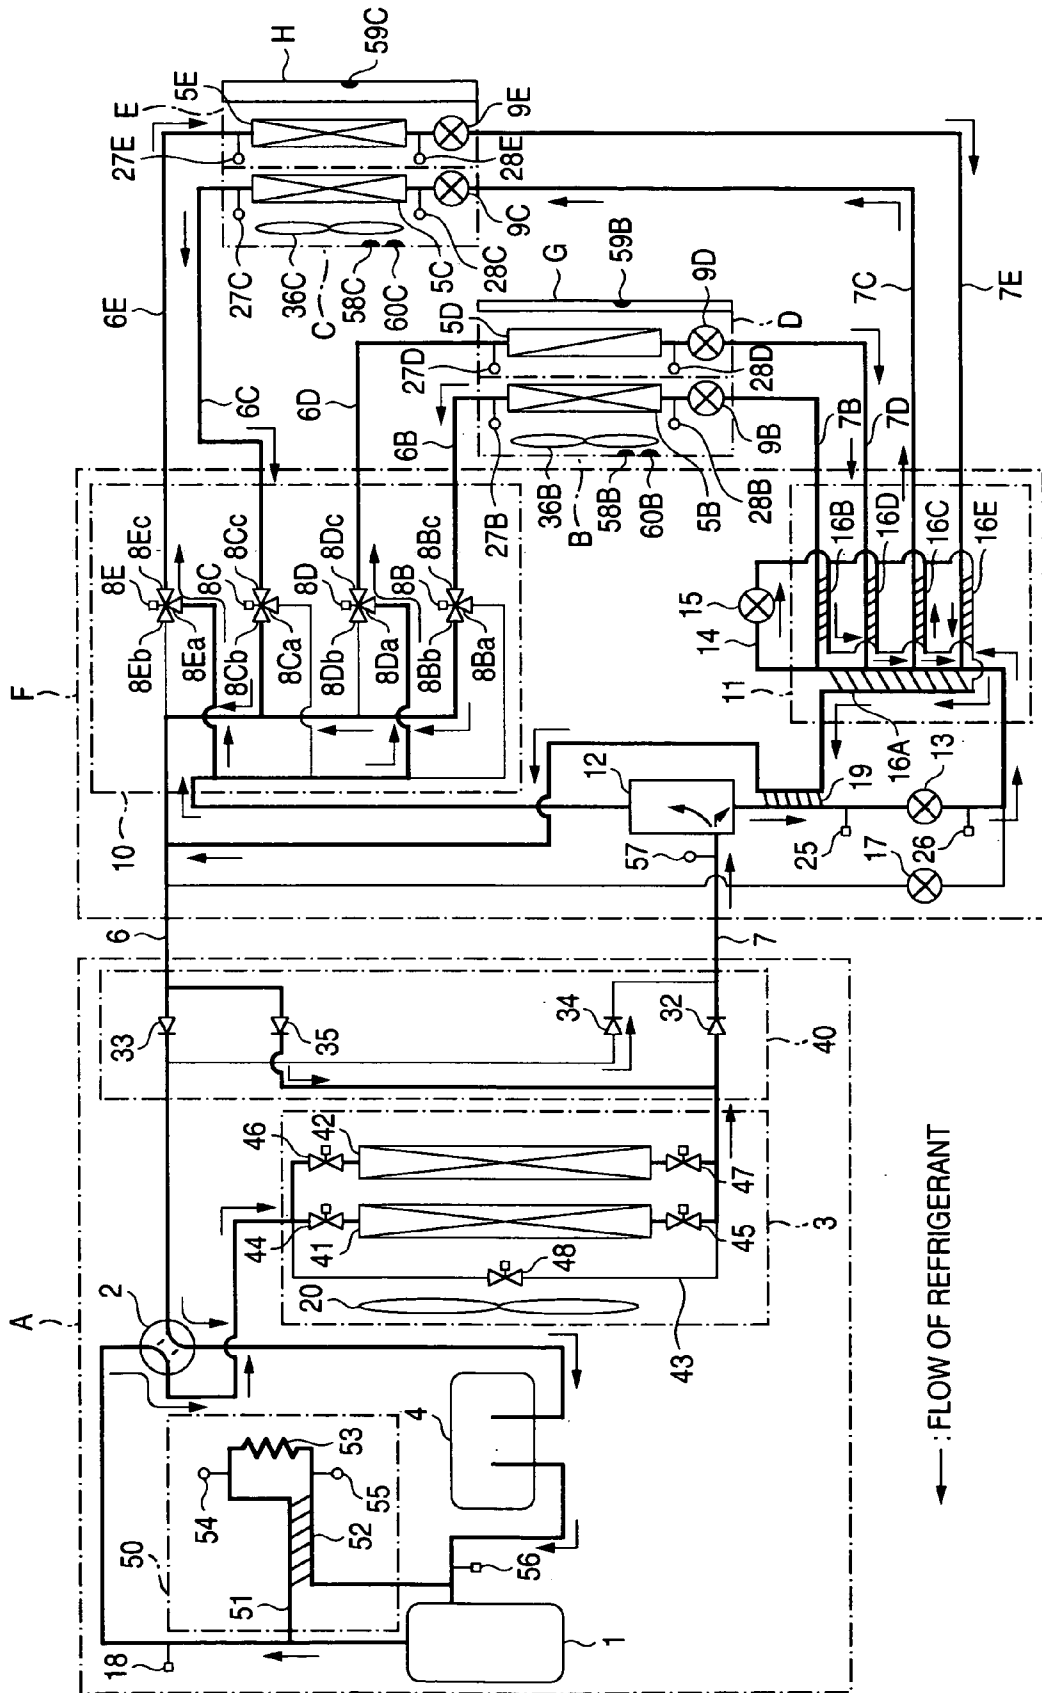 A
F
18
50
51
54
53
55
52
2
1
56
4
20
44
41
46
42
48
45
47
43
3
33
35
34
32
40
6
7
10
57
12
8Eb
8E
8Ec
8Ea
8Cb
8C
8Cc
8Ca
8Db
8D
8Dc
8Da
8Bb
8B
8Bc
8Ba
6E
6C
6D
6B
27E
E
5E
H
59C
27C
36C
C
58C
60C
5C
28C
9C
28E
9E
27D
5D
G
59B
9D
28D
D
27B
36B
B
58B
60B
5B
28B
9B
7B
7D
7C
7E
11
14
15
16B
16D
16C
16E
16A
19
25
13
26
17
: FLOW OF REFRIGERANT